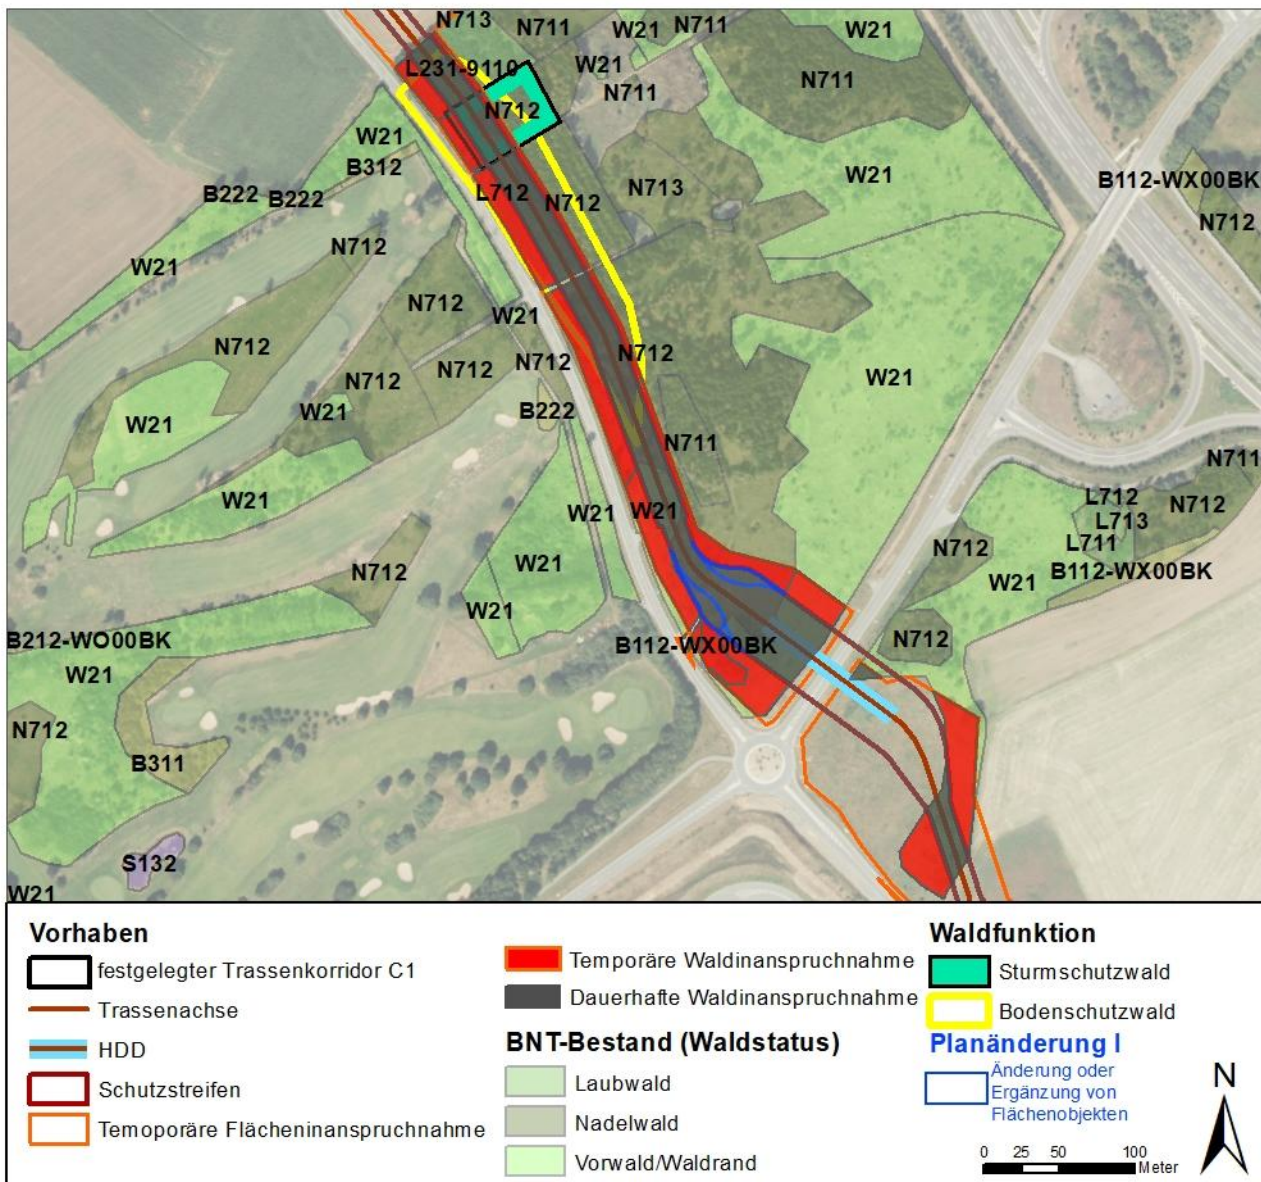 N713
N711
W21
N711
W21
L231-9110
W21
N711
N711
N712
W21
B312
B222
B222
L712
N712
N713
W21
B112-WX00BK
N712
N712
W21
N712
W21
N712
N712
N712
N712
N712
W21
B222
W21
W21
N711
W21
N711
L712
N712
W21
W21
W21
L713
L711
N712
W21
N712
W21
B112-WX00BK
W21
B212-WO00BK
B112-WX00BK
N712
W21
N712
B311
S132
W21
Vorhaben
festgelegter Trassenkorridor C1
Trassenachse
HDD
Schutzstreifen
Temoporäre Flächeninanspruchnahme
Temporäre Waldinanspruchnahme
Dauerhafte Waldinanspruchnahme
BNT-Bestand (Waldstatus)
Laubwald
Nadelwald
Vorwald/Waldrand
Waldfunktion
Sturmschutzwald
Bodenschutzwald
Planänderung I
Änderung oder
Ergänzung von
Flächenobjekten
N
0 25 50 100
Meter